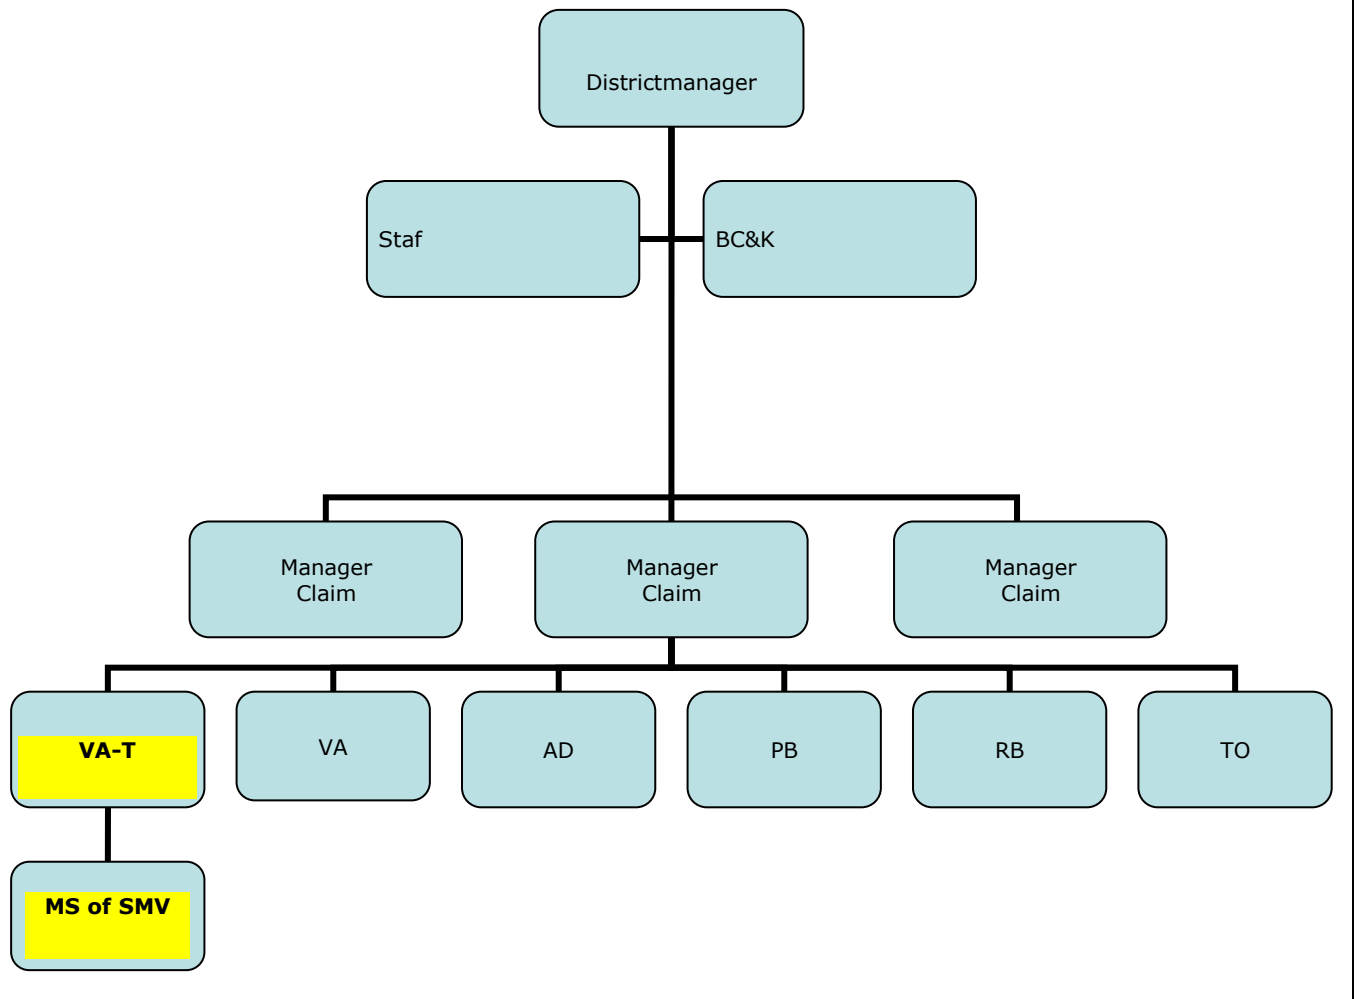 Districtmanager
Staf
BC&K
Manager
Claim
Manager
Claim
Manager
Claim
VA-T
VA
AD
PB
RB
TO
MS of SMV